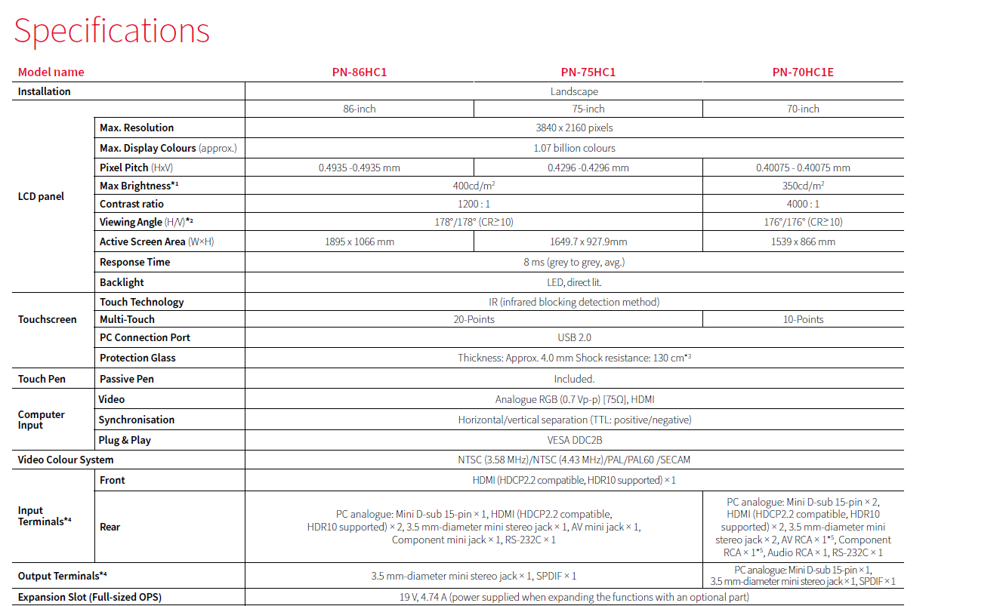 Specifications
Model name PN-86HC1 PN-75HC1 PN-70HC1E
Installation Landscape
LCD panel
86-inch 75-inch 70-inch
Max. Resolution 3840 x 2160 pixels
Max. Display Colours (approx.) 1.07 billion colours
Pixel Pitch (HxV) 0.4935 -0.4935 mm 0.4296 -0.4296 mm 0.40075 - 0.40075 mm
Max Brightness*¹ 400cd/m² 350cd/m²
Contrast ratio 1200 : 1 4000 : 1
Viewing Angle (H/V)*² 178°/178° (CR≧10) 176°/176° (CR≧10)
Active Screen Area (W×H) 1895 x 1066 mm 1649.7 x 927.9mm 1539 x 866 mm
Response Time 8 ms (grey to grey, avg.)
Backlight LED, direct lit.
Touchscreen
Touch Technology IR (infrared blocking detection method)
Multi-Touch 20-Points 10-Points
PC Connection Port USB 2.0
Protection Glass Thickness: Approx. 4.0 mm Shock resistance: 130 cm*³
Touch Pen Passive Pen Included.
Computer
Input
Video Analogue RGB (0.7 Vp-p) [75Ω], HDMI
Synchronisation Horizontal/vertical separation (TTL: positive/negative)
Plug & Play VESA DDC2B
Video Colour System NTSC (3.58 MHz)/NTSC (4.43 MHz)/PAL/PAL60 /SECAM
Input
Terminals*⁴
Front HDMI (HDCP2.2 compatible, HDR10 supported) × 1
Rear
PC analogue: Mini D-sub 15-pin × 1, HDMI (HDCP2.2 compatible,
HDR10 supported) × 2, 3.5 mm-diameter mini stereo jack × 1, AV mini jack × 1,
Component mini jack × 1, RS-232C × 1
PC analogue: Mini D-sub 15-pin × 2,
HDMI (HDCP2.2 compatible, HDR10
supported) × 2, 3.5 mm-diameter mini
stereo jack × 2, AV RCA × 1*⁵, Component
RCA × 1*⁵, Audio RCA × 1, RS-232C × 1
Output Terminals*⁴ 3.5 mm-diameter mini stereo jack × 1, SPDIF × 1
PC analogue: Mini D-sub 15-pin × 1,
3.5 mm-diameter mini stereo jack × 1, SPDIF × 1
Expansion Slot (Full-sized OPS) 19 V, 4.74 A (power supplied when expanding the functions with an optional part)